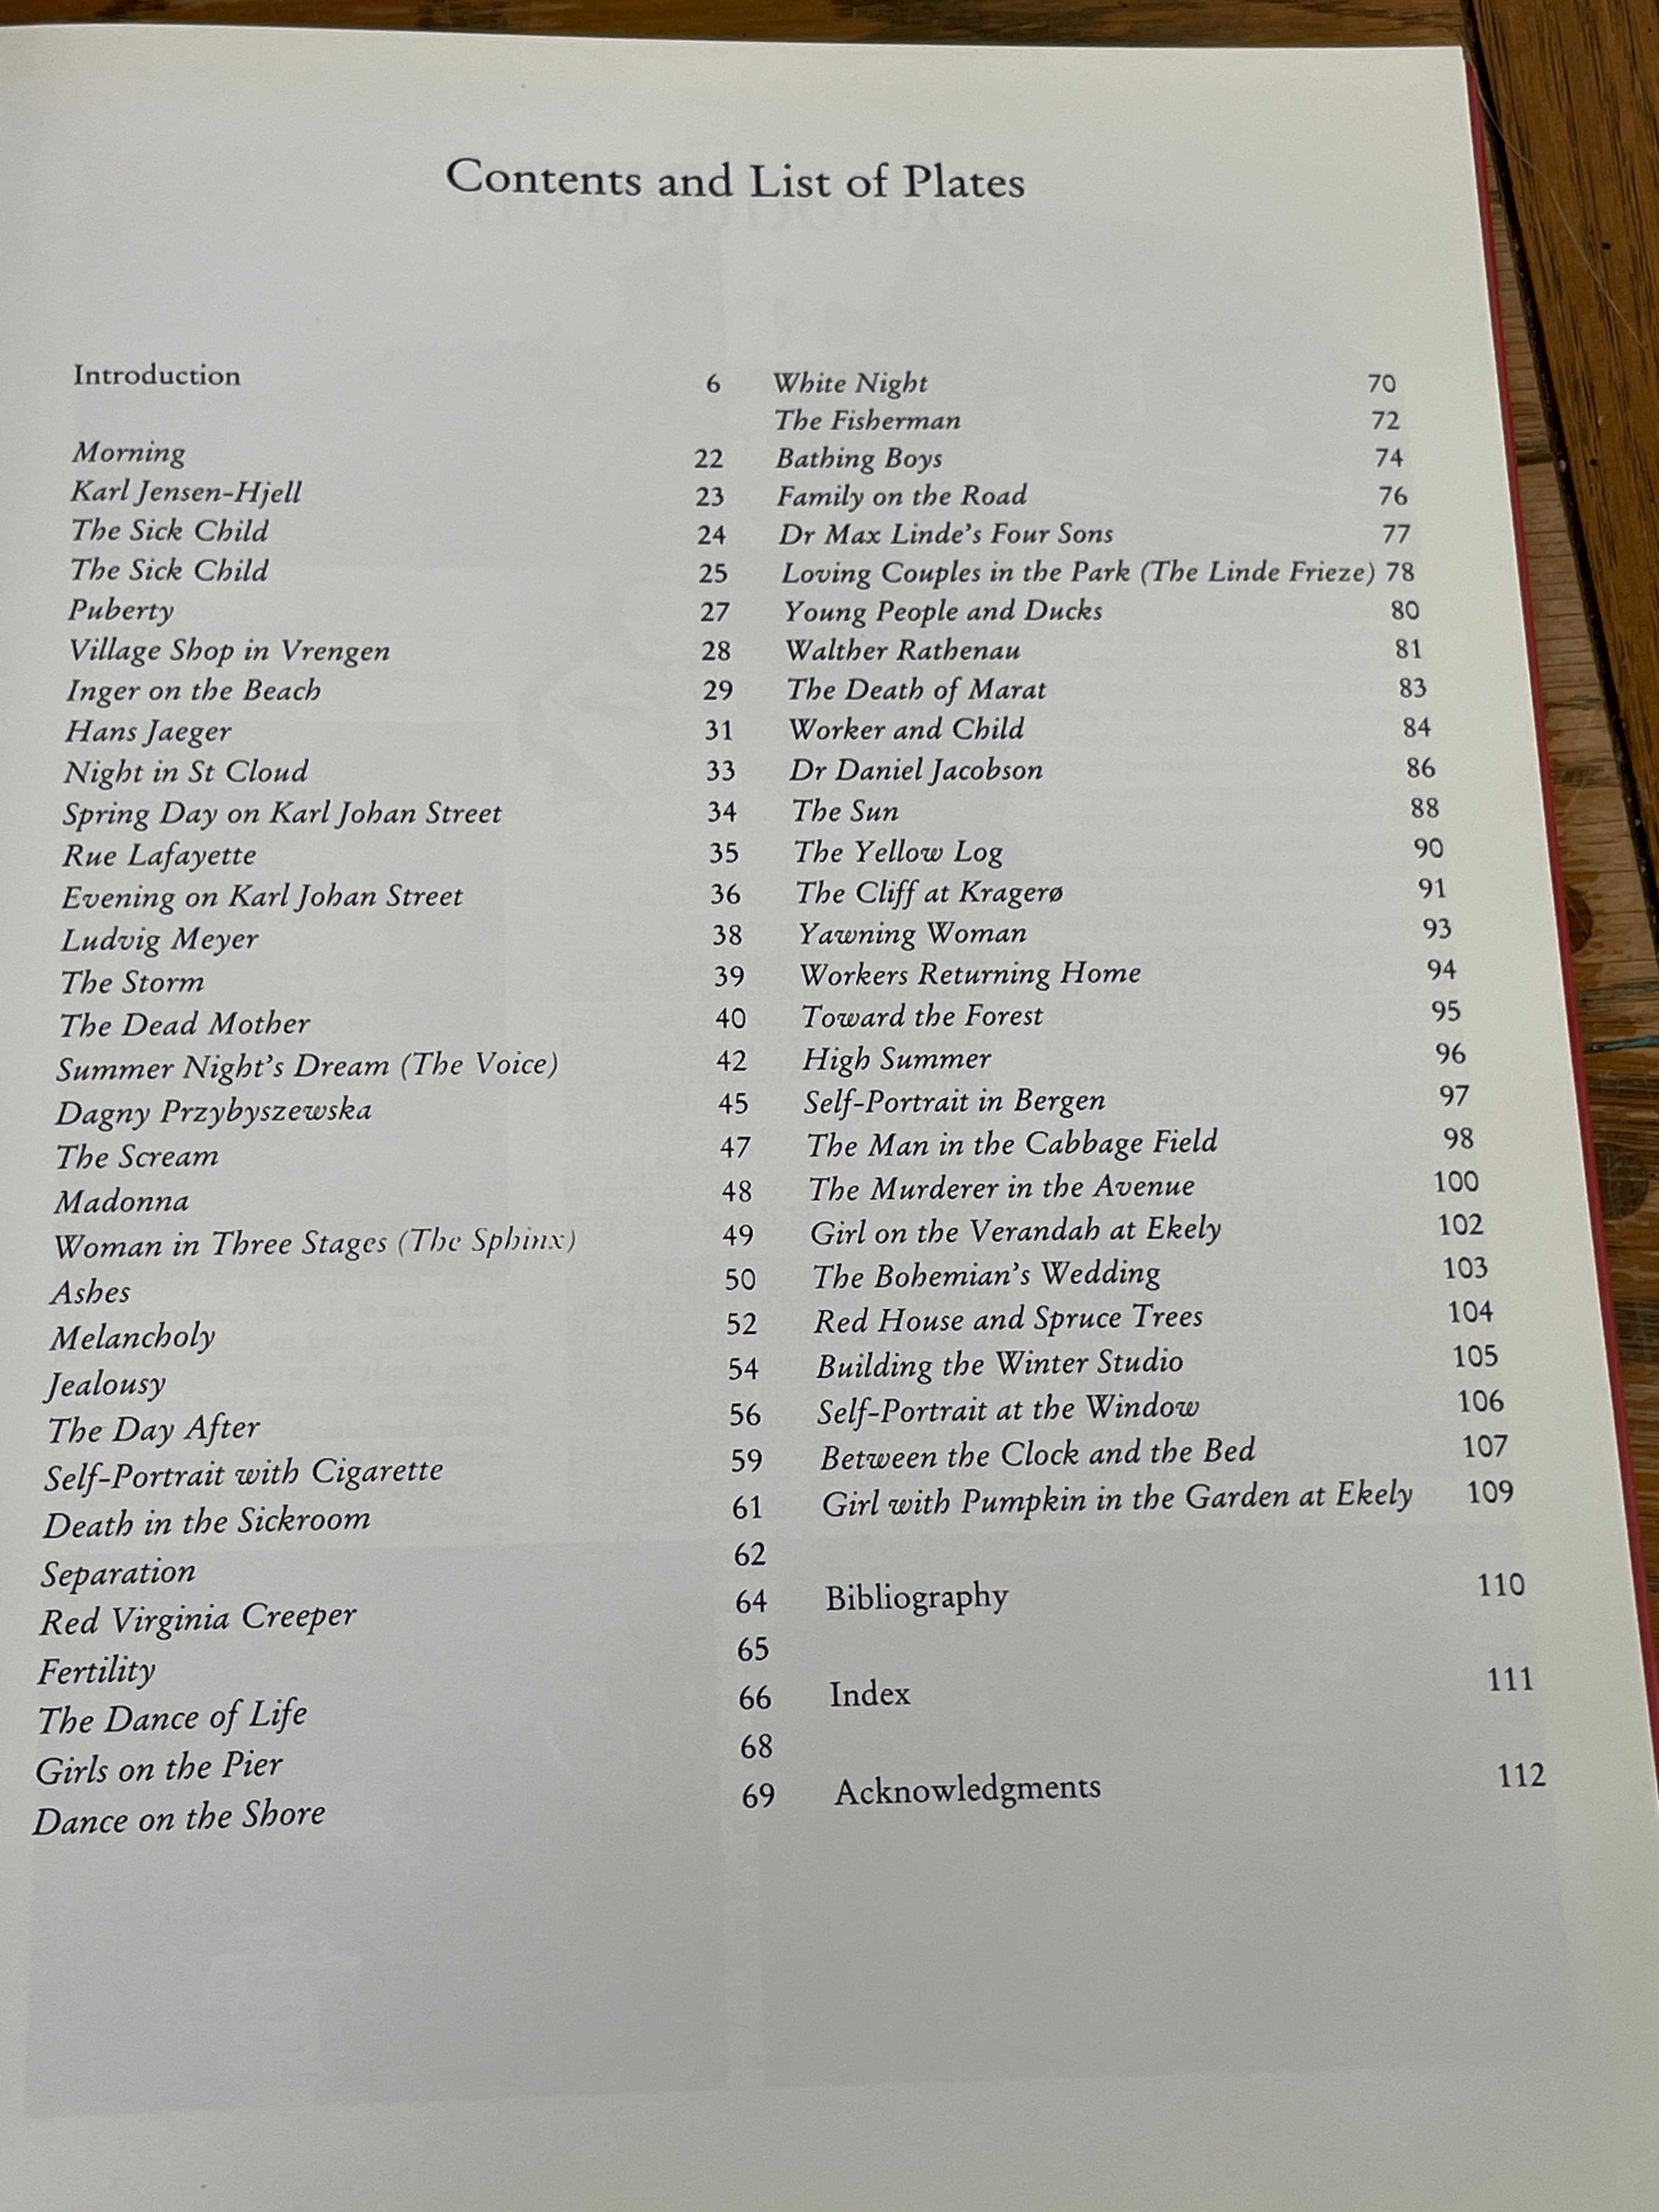 Contents and List of Plates
Introduction 6
Morning 22
Karl Jensen-Hjell 23
The Sick Child 24
The Sick Child 25
Puberty 27
Village Shop in Vrengen 28
Inger on the Beach 29
Hans Jaeger 31
Night in St Cloud 33
Spring Day on Karl Johan Street 34
Rue Lafayette 35
Evening on Karl Johan Street 36
Ludvig Meyer 38
The Storm 39
The Dead Mother 40
Summer Night's Dream (The Voice) 42
Dagny Przybyszewska 45
The Scream 47
Madonna 48
Woman in Three Stages (The Sphinx) 49
Ashes 50
Melancholy 52
Jealousy 54
The Day After 56
Self-Portrait with Cigarette 59
Death in the Sickroom 61
Separation 62
Red Virginia Creeper 64
Fertility 65
The Dance of Life 66
Girls on the Pier 68
Dance on the Shore 69
White Night 70
The Fisherman 72
Bathing Boys 74
Family on the Road 76
Dr Max Linde's Four Sons 77
Loving Couples in the Park (The Linde Frieze) 78
Young People and Ducks 80
Walther Rathenau 81
The Death of Marat 83
Worker and Child 84
Dr Daniel Jacobson 86
The Sun 88
The Yellow Log 90
The Cliff at Kragerø 91
Yawning Woman 93
Workers Returning Home 94
Toward the Forest 95
High Summer 96
Self-Portrait in Bergen 97
The Man in the Cabbage Field 98
The Murderer in the Avenue 100
Girl on the Verandah at Ekely 102
The Bohemian's Wedding 103
Red House and Spruce Trees 104
Building the Winter Studio 105
Self-Portrait at the Window 106
Between the Clock and the Bed 107
Girl with Pumpkin in the Garden at Ekely 109
Bibliography 110
Index 111
Acknowledgments 112